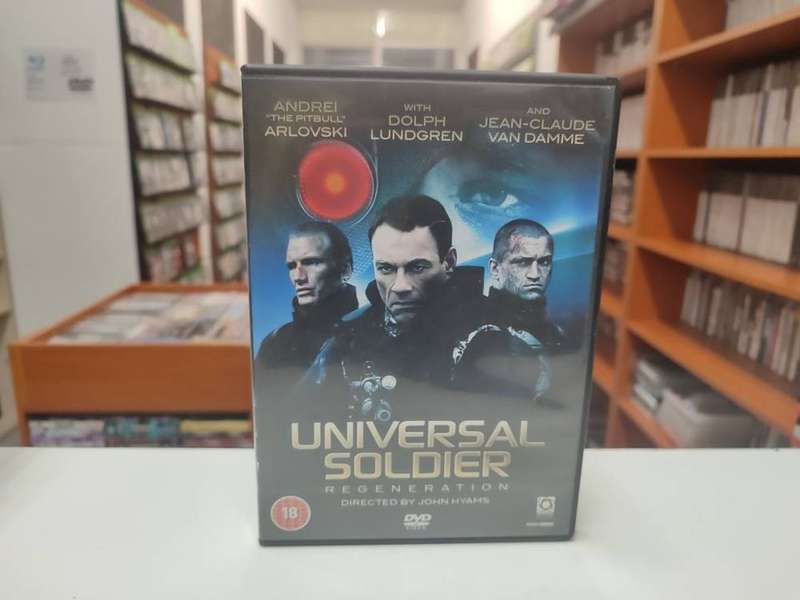 ANDREI
"THE PITBULL"
ARLOVSKI
WITH
DOLPH
LUNDGREN
AND
JEAN-CLAUDE
VAN DAMME
UNIVERSAL
SOLDIER
REGENERATION
DIRECTED BY JOHN HYAMS
18
DVD
VIDEO